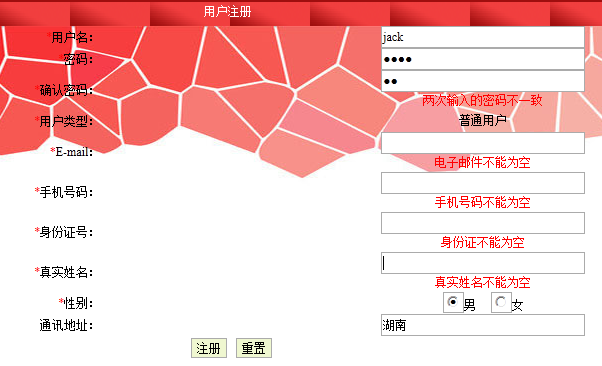 用户注册
*用户名： jack
*密码： ●●●●
*确认密码： ●●
两次输入的密码不一致
*用户类型： 普通用户
*E-mail：
电子邮件不能为空
*手机号码：
手机号码不能为空
*身份证号：
身份证不能为空
*真实姓名：
真实姓名不能为空
*性别： 男 女
通讯地址： 湖南
注册 重置